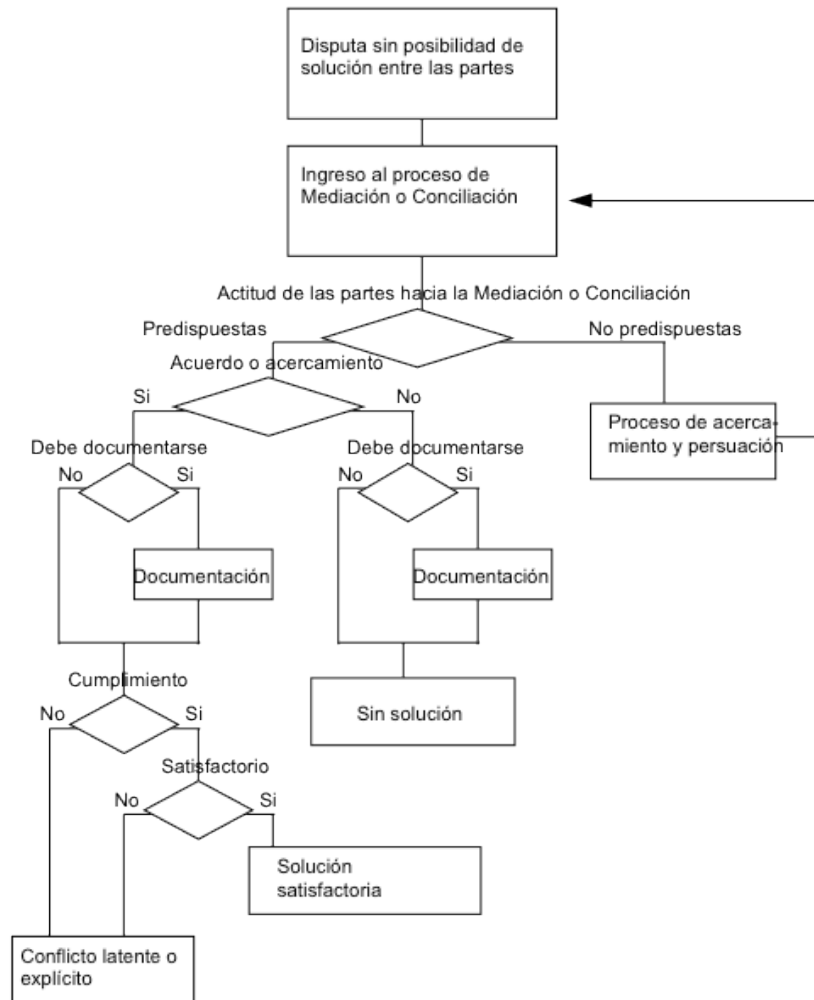 Disputa sin posibilidad de
solución entre las partes
Ingreso al proceso de
Mediación o Conciliación
Actitud de las partes hacia la Mediación o Conciliación
Predispuestas
No predispuestas
Acuerdo o acercamiento
Si
No
Proceso de acerca-
miento y persuación
Debe documentarse
Debe documentarse
No
Si
No
Si
Documentación
Documentación
Cumplimiento
No
Si
Sin solución
Satisfactorio
No
Si
Solución
satisfactoria
Conflicto latente o
explícito